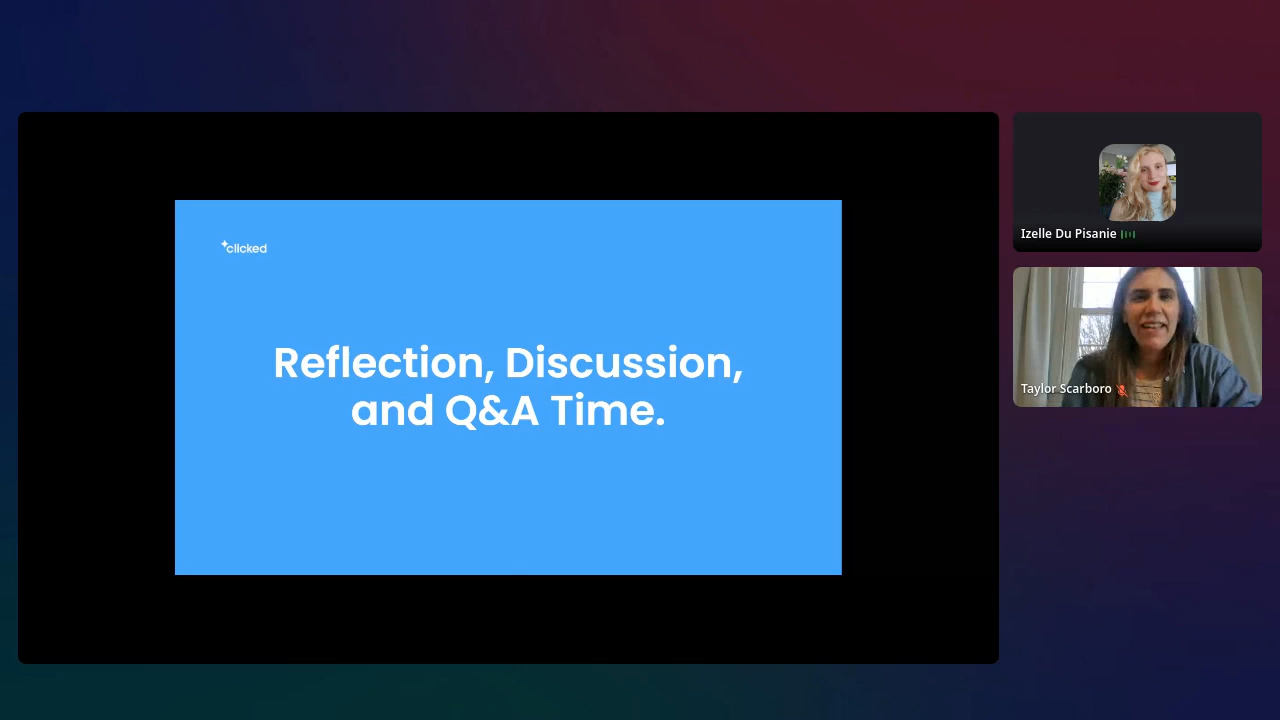 clicked
Reflection, Discussion,
and Q&A Time.
Izelle Du Pisanie
Taylor Scarboro